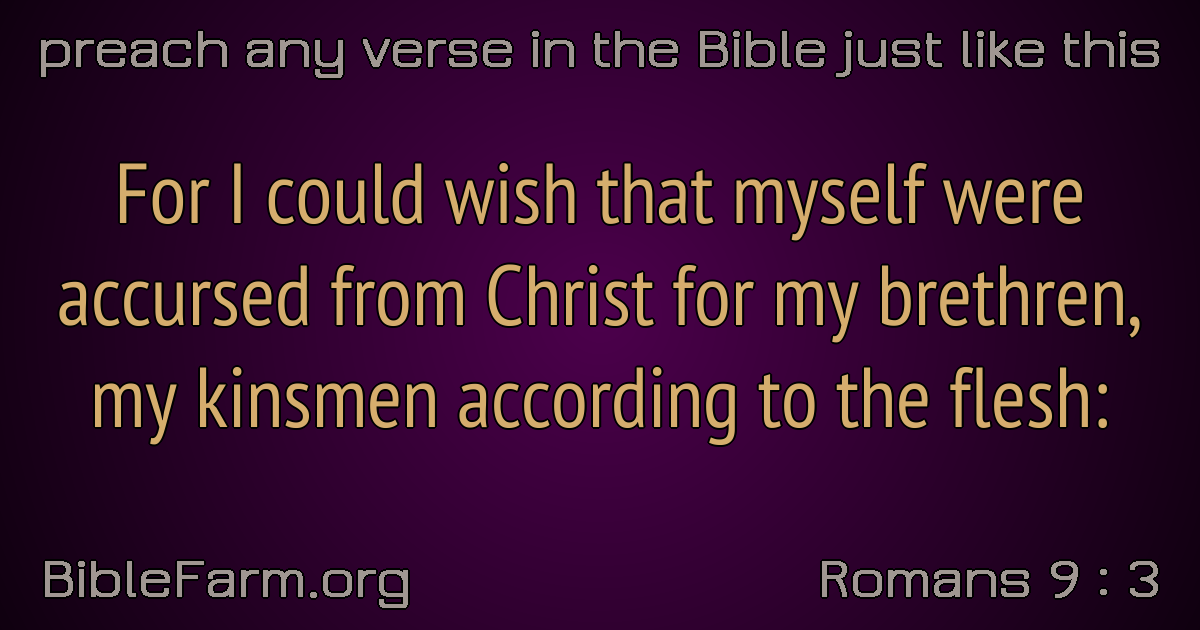 preach any verse in the Bible just like this
For I could wish that myself were
accursed from Christ for my brethren,
my kinsmen according to the flesh:
BibleFarm.org
Romans 9 : 3